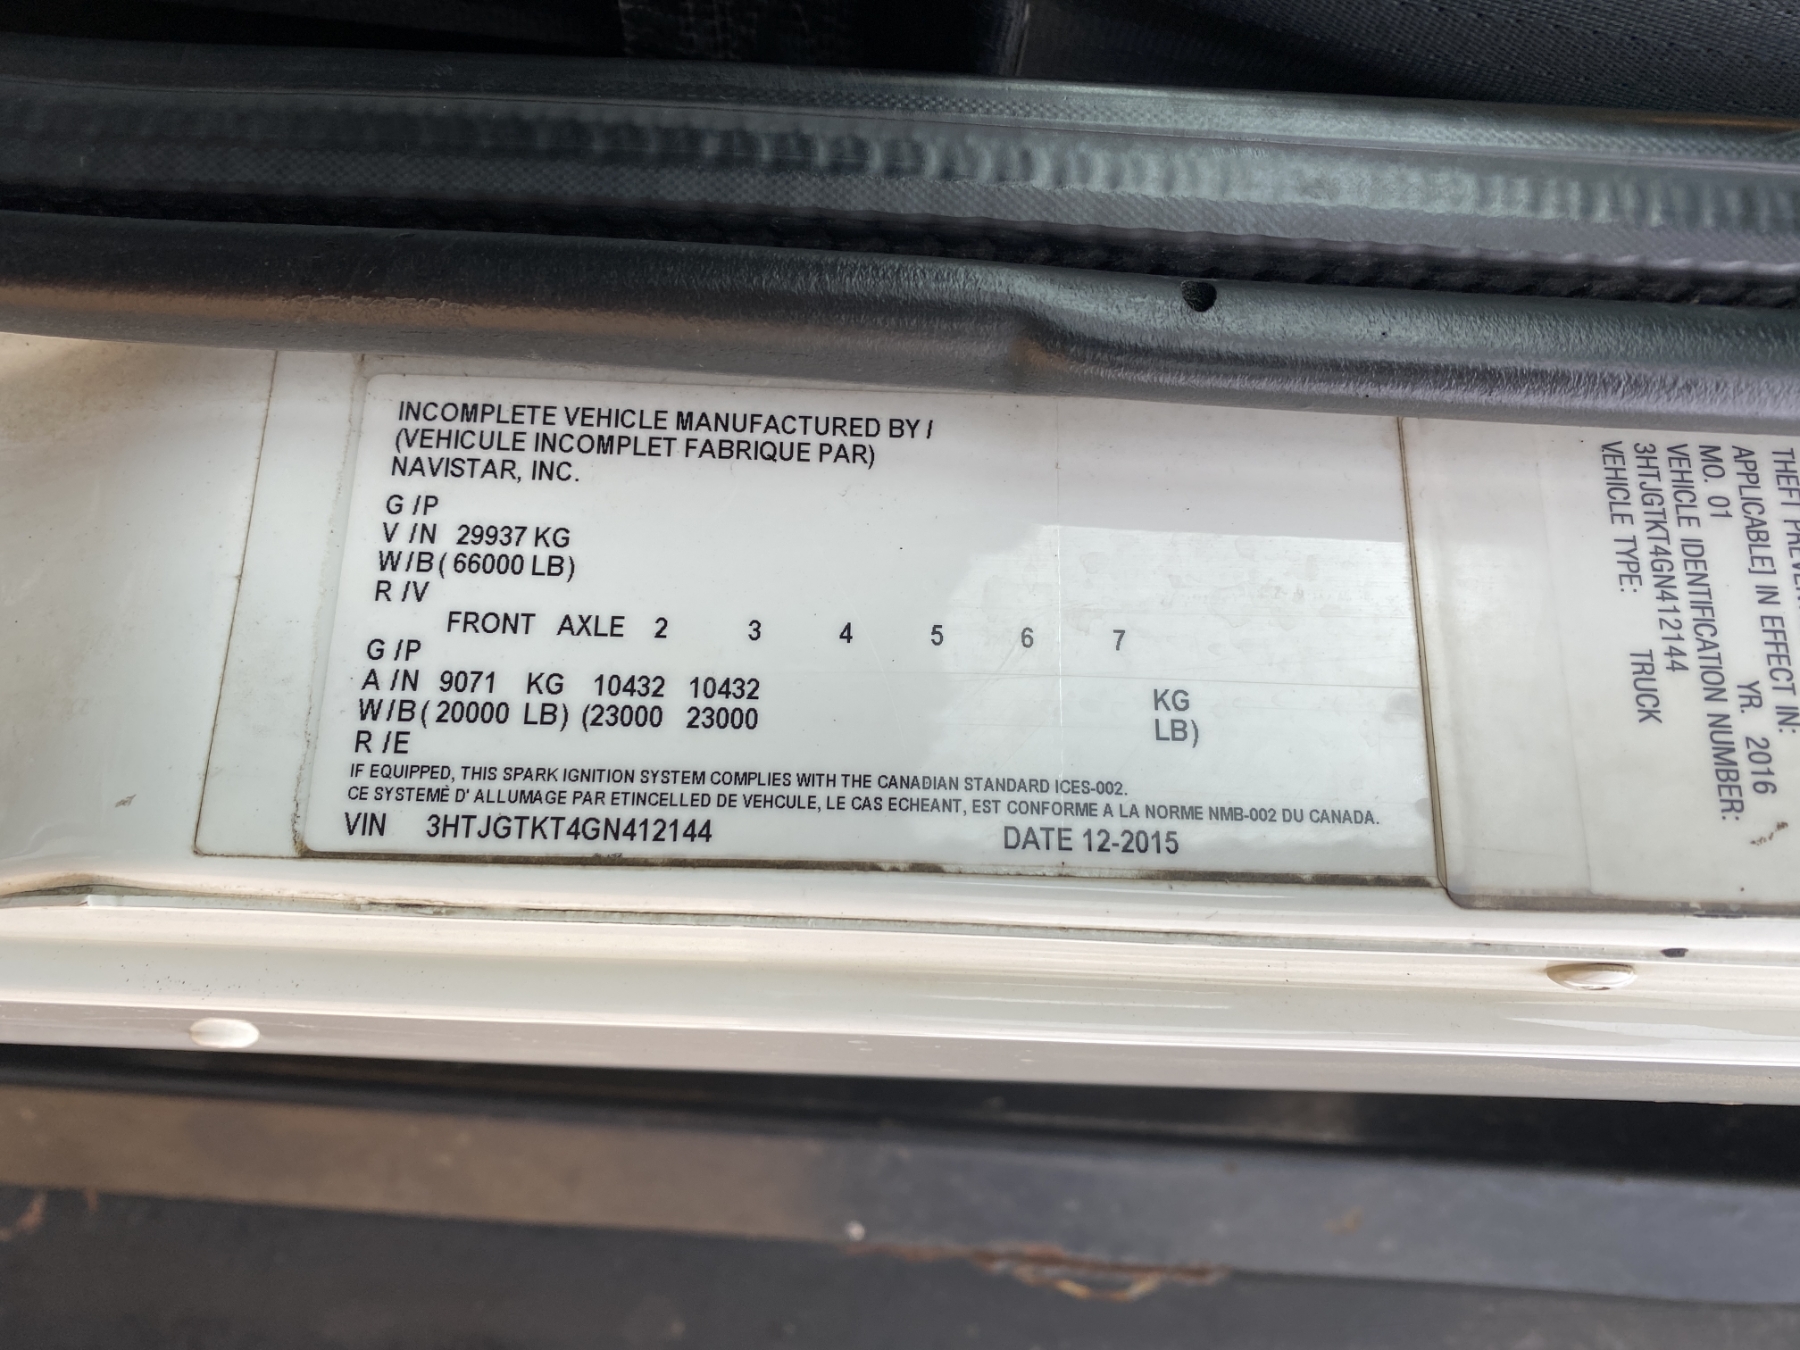 INCOMPLETE VEHICLE MANUFACTURED BY /
(VEHICULE INCOMPLET FABRIQUE PAR)
NAVISTAR, INC.
G /P
V /N 29937 KG
W/B( 66000 LB)
R /V
FRONT AXLE 2 3 4 5 6 7
G /P
A /N 9071 KG 10432 10432 KG
W/B( 20000 LB) (23000 23000 LB)
R /E
IF EQUIPPED, THIS SPARK IGNITION SYSTEM COMPLIES WITH THE CANADIAN STANDARD ICES-002.
CE SYSTEME D' ALLUMAGE PAR ETINCELLED DE VEHCULE, LE CAS ECHEANT, EST CONFORME A LA NORME NMB-002 DU CANADA.
VIN 3HTJGTKT4GN412144 DATE 12-2015
THEFT
APPLICABLE] IN EFFECT IN:
MO. 01 YR. 2016
VEHICLE IDENTIFICATION NUMBER:
3HTJGTKT4GN412144
VEHICLE TYPE: TRUCK